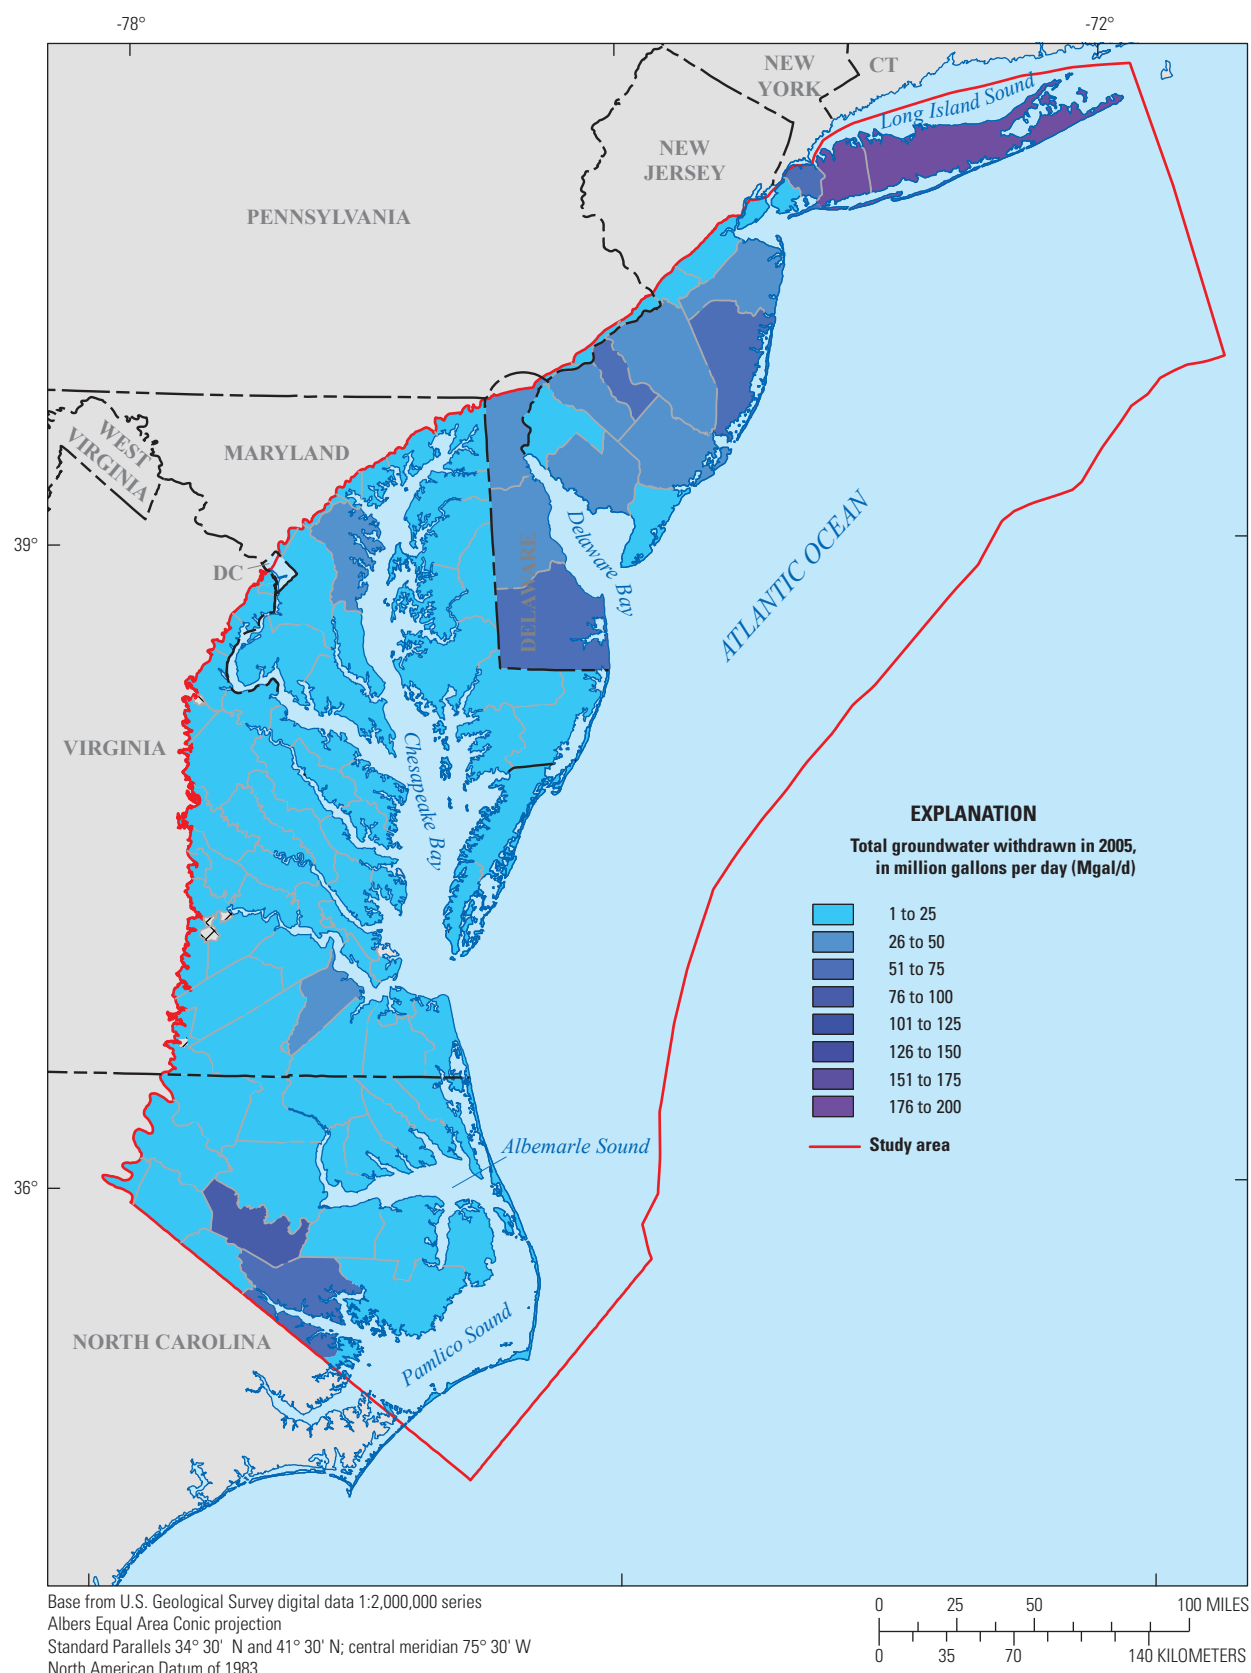 -78°
-72°
NEW
YORK
CT
Long Island Sound
NEW
JERSEY
PENNSYLVANIA
WEST
VIRGINIA
MARYLAND
39°
DC
DELAWARE
Delaware Bay
ATLANTIC OCEAN
VIRGINIA
Chesapeake Bay
EXPLANATION
Total groundwater withdrawn in 2005,
in million gallons per day (Mgal/d)
1 to 25
26 to 50
51 to 75
76 to 100
101 to 125
126 to 150
151 to 175
176 to 200
Study area
Albemarle Sound
36°
NORTH CAROLINA
Pamlico Sound
Base from U.S. Geological Survey digital data 1:2,000,000 series
Albers Equal Area Conic projection
Standard Parallels 34° 30' N and 41° 30' N; central meridian 75° 30' W
North American Datum of 1983
0 25 50 100 MILES
0 35 70 140 KILOMETERS